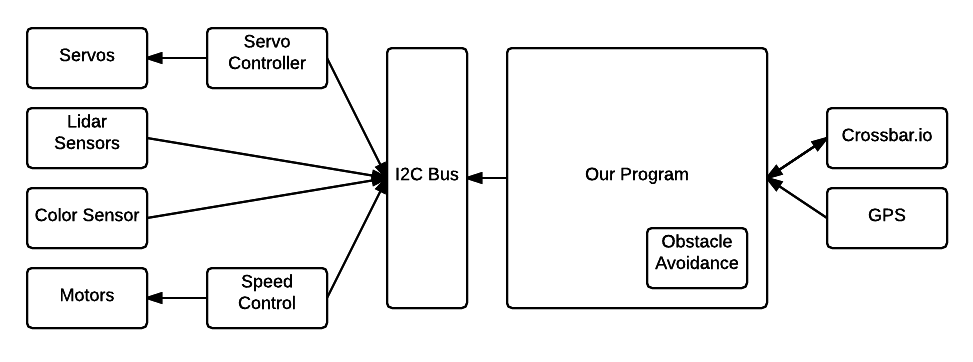 Servos
Servo
Controller
Lidar
Sensors
Color Sensor
Motors
Speed
Control
I2C Bus
Our Program
Obstacle
Avoidance
Crossbar.io
GPS